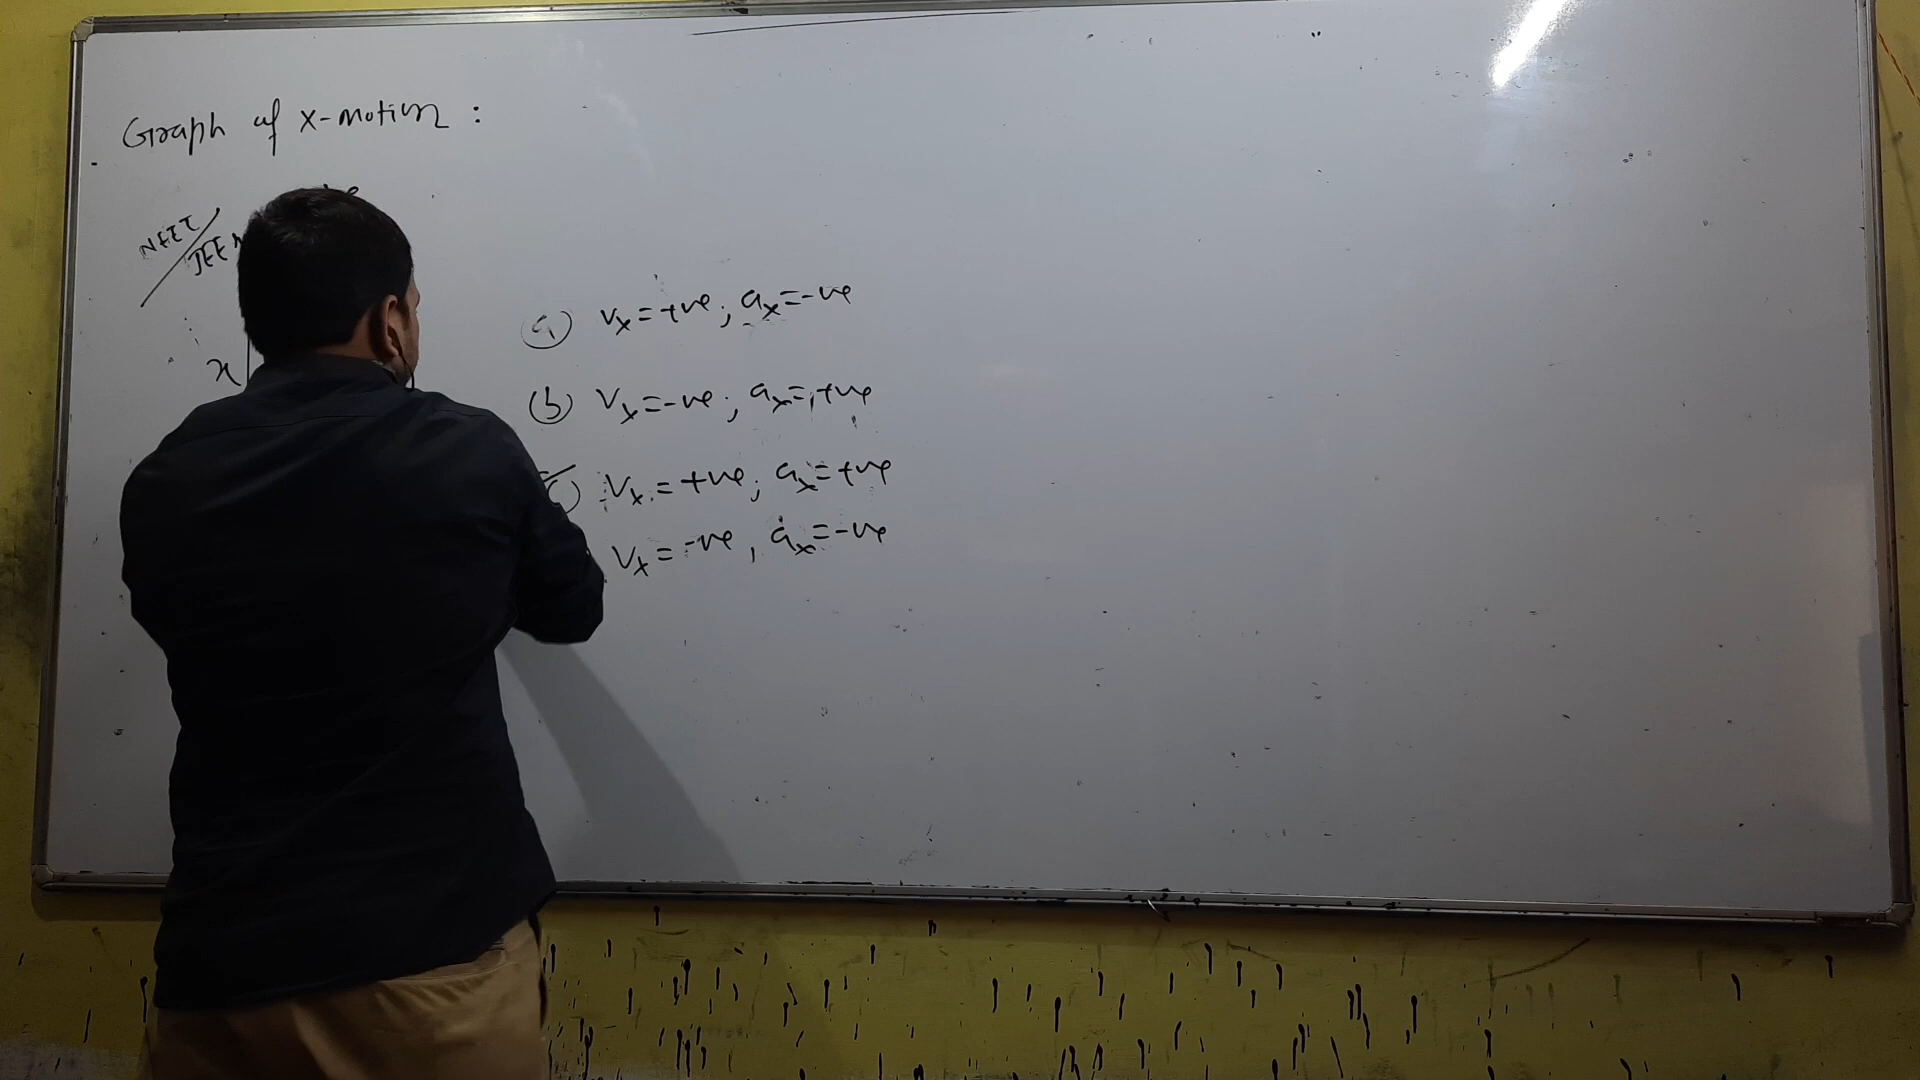 Graph of x-motion :
NEET
JEE
x
(a) Vx = +ve ; ax = -ve
(b) Vx = -ve ; ax = +ve
(c) Vx = +ve ; ax = +ve
Vx = -ve , ax = -ve